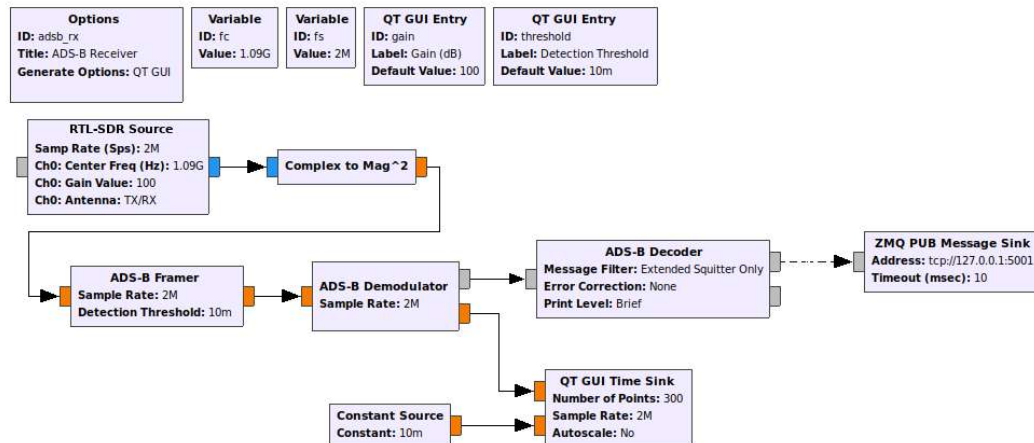 Options
ID: adsb_rx
Title: ADS-B Receiver
Generate Options: QT GUI
Variable
ID: fc
Value: 1.09G
Variable
ID: fs
Value: 2M
QT GUI Entry
ID: gain
Label: Gain (dB)
Default Value: 100
QT GUI Entry
ID: threshold
Label: Detection Threshold
Default Value: 10m
RTL-SDR Source
Samp Rate (Sps): 2M
Ch0: Center Freq (Hz): 1.09G
Ch0: Gain Value: 100
Ch0: Antenna: TX/RX
Complex to Mag^2
ADS-B Framer
Sample Rate: 2M
Detection Threshold: 10m
ADS-B Demodulator
Sample Rate: 2M
ADS-B Decoder
Message Filter: Extended Squitter Only
Error Correction: None
Print Level: Brief
ZMQ PUB Message Sink
Address: tcp://127.0.0.1:5001
Timeout (msec): 10
QT GUI Time Sink
Number of Points: 300
Sample Rate: 2M
Autoscale: No
Constant Source
Constant: 10m